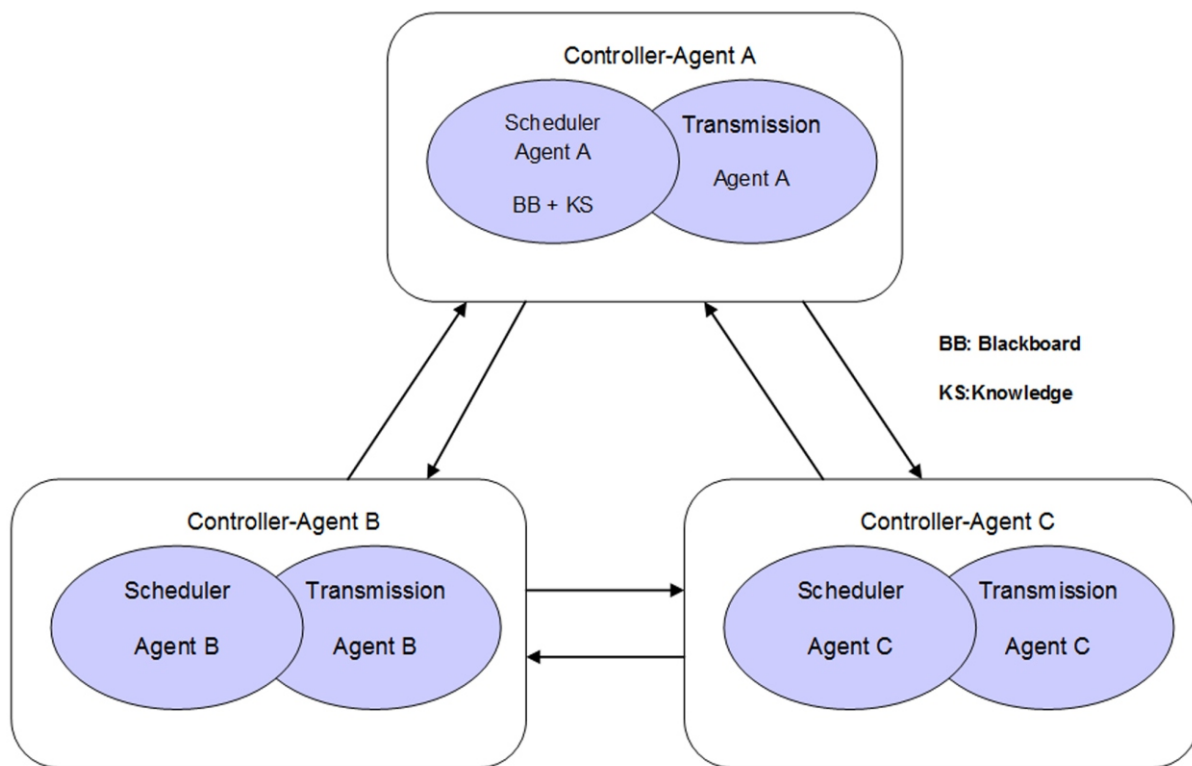 Controller-Agent A
Scheduler
Agent A
BB + KS
Transmission
Agent A
BB: Blackboard
KS:Knowledge
Controller-Agent B
Scheduler
Agent B
Transmission
Agent B
Controller-Agent C
Scheduler
Agent C
Transmission
Agent C